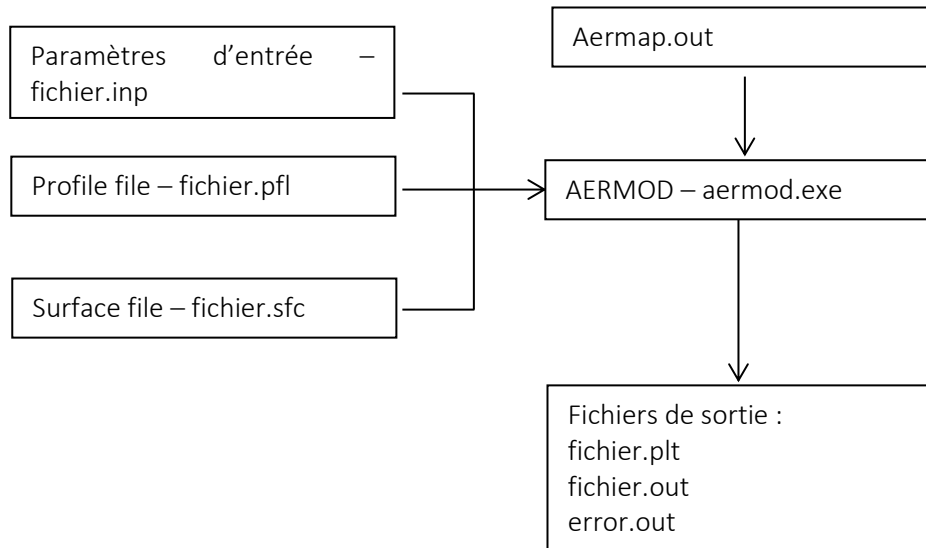 Paramètres d’entrée –
fichier.inp
Aermap.out
Profile file – fichier.pfl
AERMOD – aermod.exe
Surface file – fichier.sfc
Fichiers de sortie :
fichier.plt
fichier.out
error.out